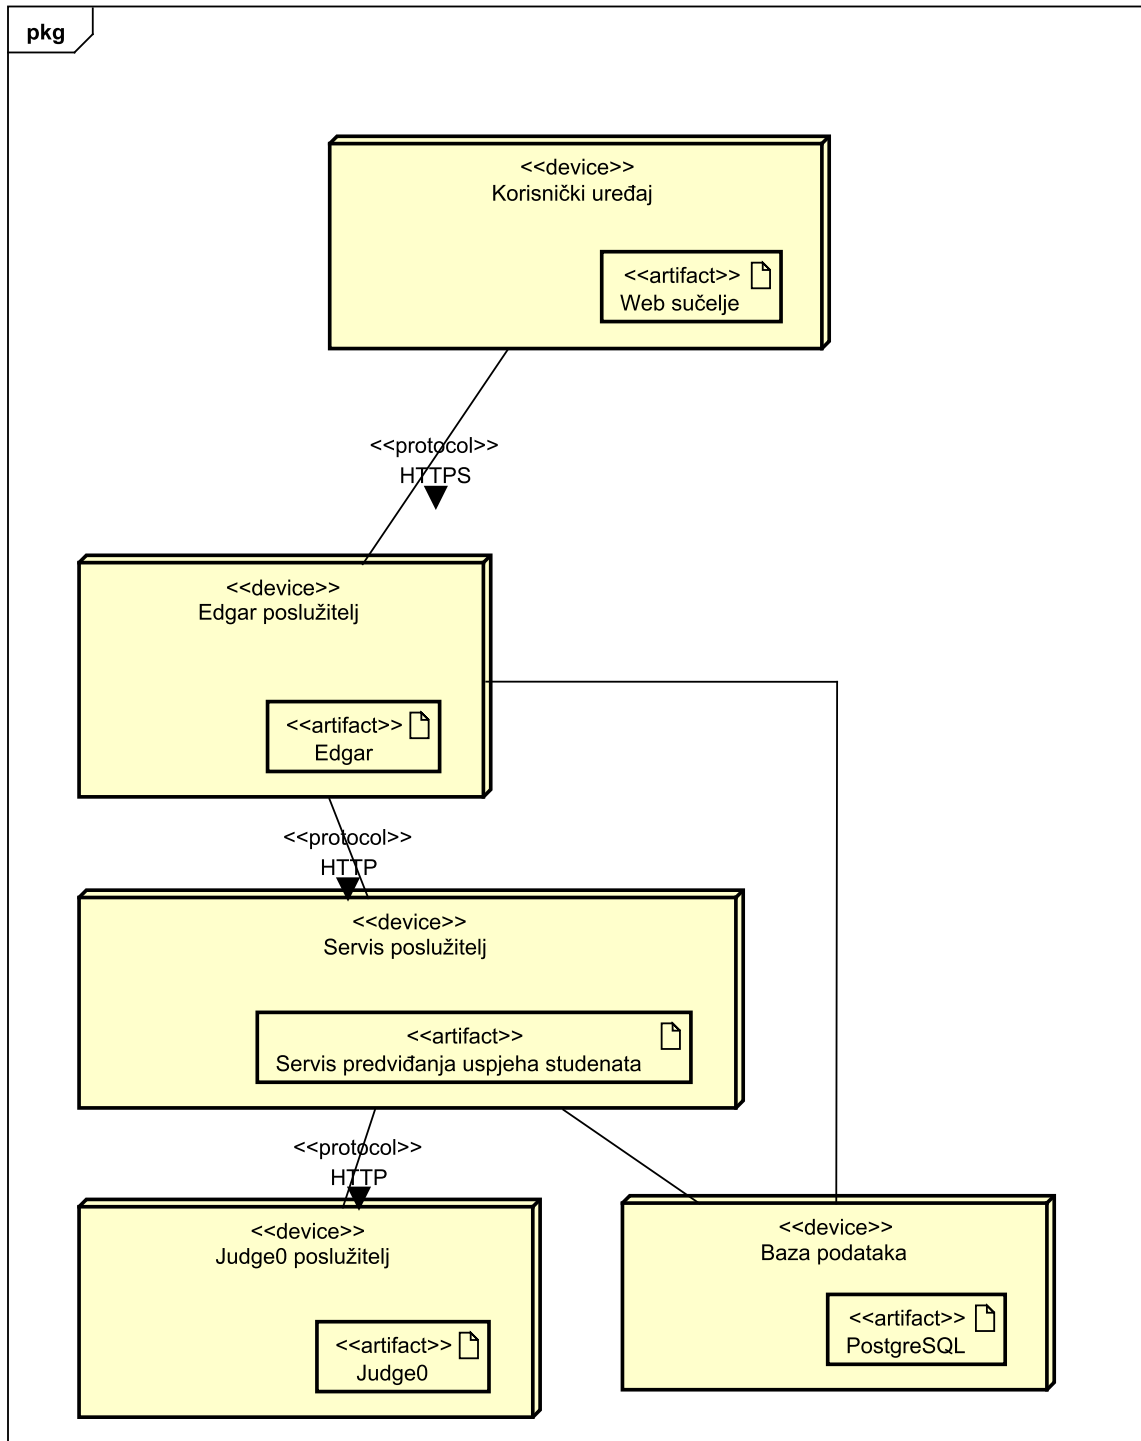 pkg
<<device>>
Korisnički uređaj
<<artifact>>
Web sučelje
<<protocol>>
HTTPS
<<device>>
Edgar poslužitelj
<<artifact>>
Edgar
<<protocol>>
HTTP
<<device>>
Servis poslužitelj
<<artifact>>
Servis predviđanja uspjeha studenata
<<protocol>>
HTTP
<<device>>
Judge0 poslužitelj
<<artifact>>
Judge0
<<device>>
Baza podataka
<<artifact>>
PostgreSQL